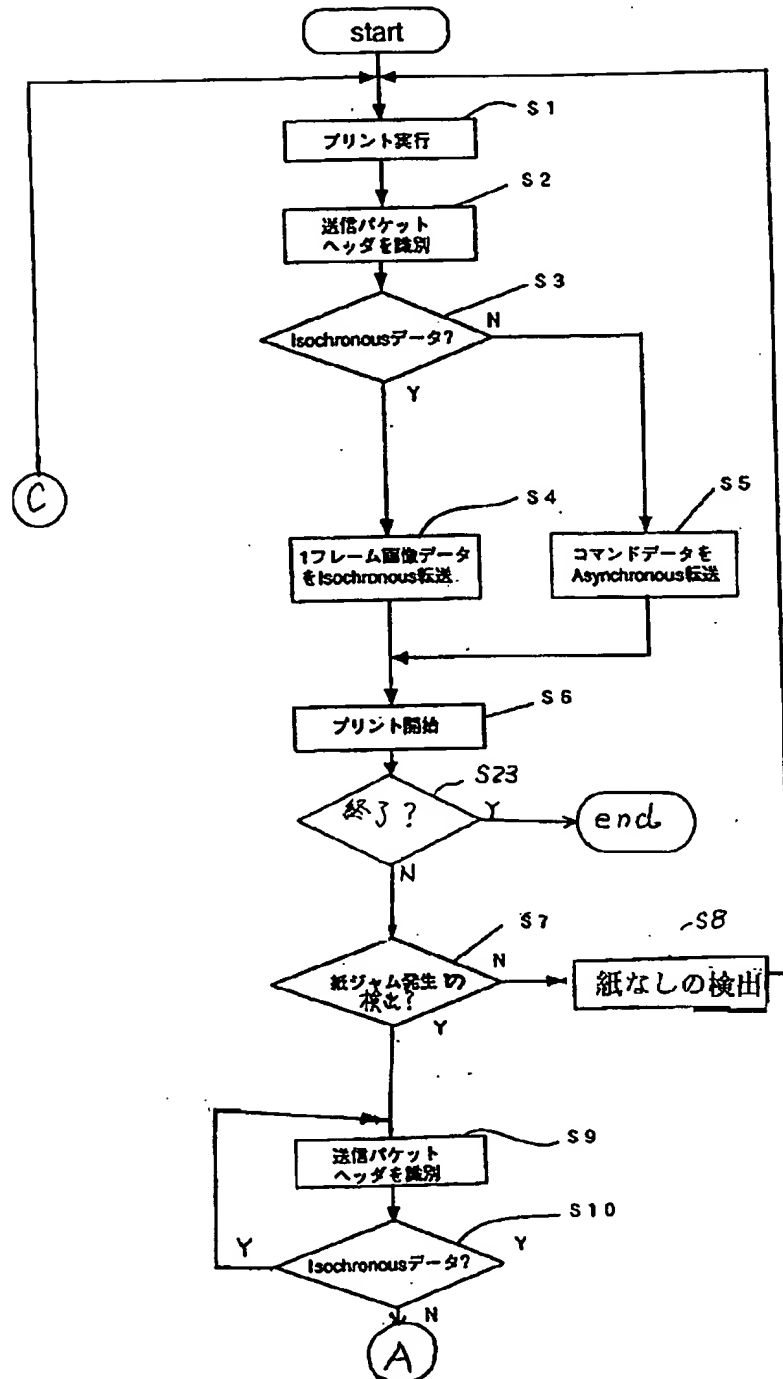 start
S1
プリント実行
S2
送信パケット
ヘッダを識別
S3
Isochronousデータ?
N
Y
C
S4
1フレーム画像データ
をIsochronous転送
S5
コマンドデータを
Asynchronous転送
S6
プリント開始
S23
終了?
Y
end
N
S7
紙ジャム発生の
検出?
N
Y
S8
紙なしの検出
S9
送信パケット
ヘッダを識別
S10
Isochronousデータ?
Y
Y
N
A